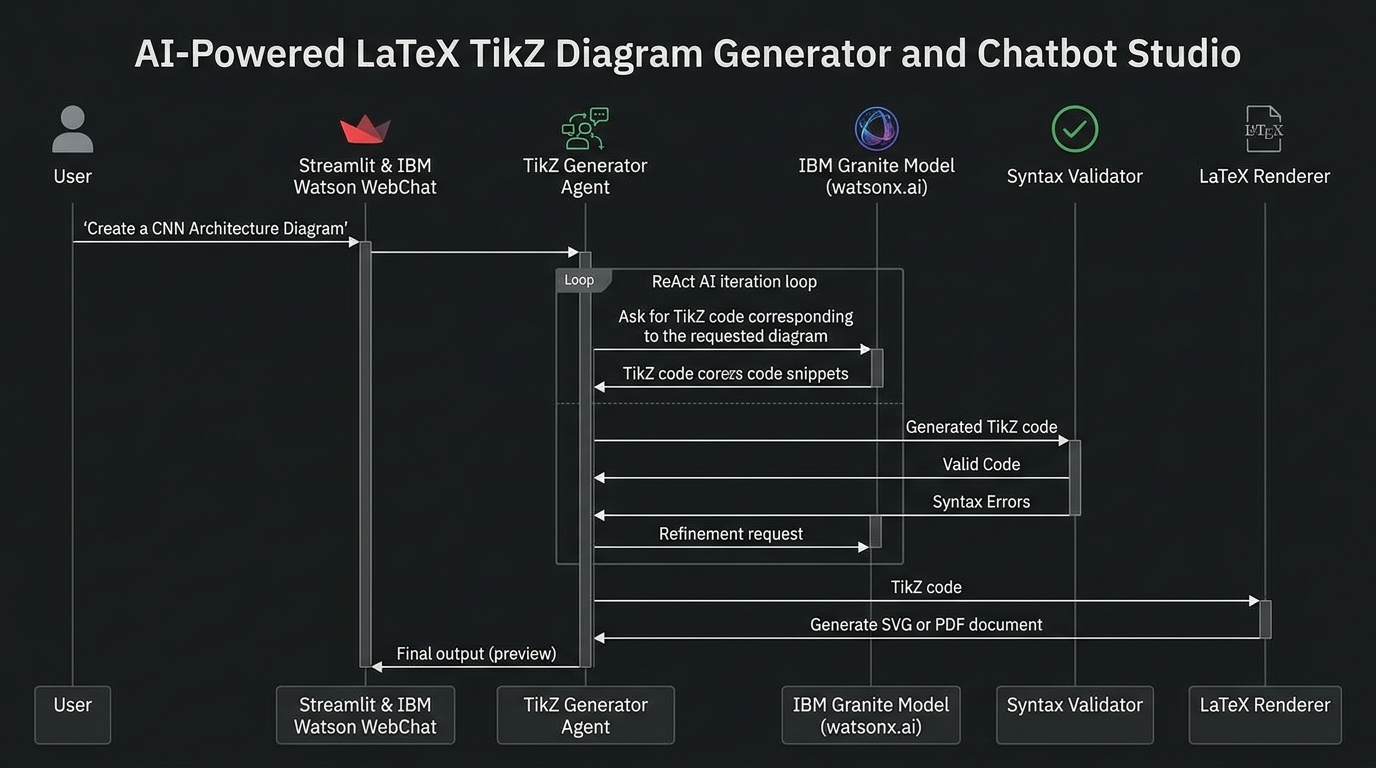 AI-Powered LaTeX TikZ Diagram Generator and Chatbot Studio
LaTeX
User
Streamlit & IBM
Watson WebChat
TikZ Generator
Agent
IBM Granite Model
(watsonx.ai)
Syntax Validator
LaTeX Renderer
‘Create a CNN Architecture Diagram’
Loop
ReAct AI iteration loop
Ask for TikZ code corresponding
to the requested diagram
TikZ code corezs code snippets
Generated TikZ code
Valid Code
Syntax Errors
Refinement request
TikZ code
Generate SVG or PDF document
Final output (preview)
User
Streamlit & IBM
Watson WebChat
TikZ Generator
Agent
IBM Granite Model
(watsonx.ai)
Syntax Validator
LaTeX Renderer